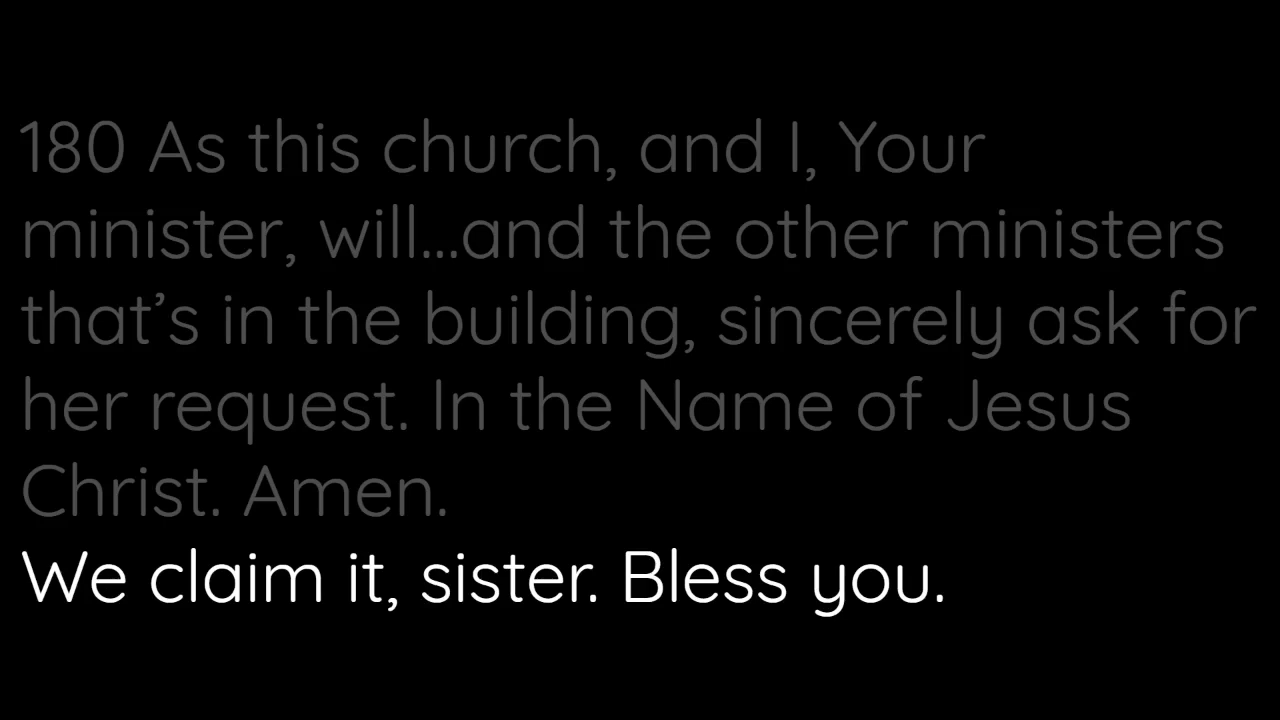 180 As this church, and I, Your
minister, will...and the other ministers
that’s in the building, sincerely ask for
her request. In the Name of Jesus
Christ. Amen.
We claim it, sister. Bless you.